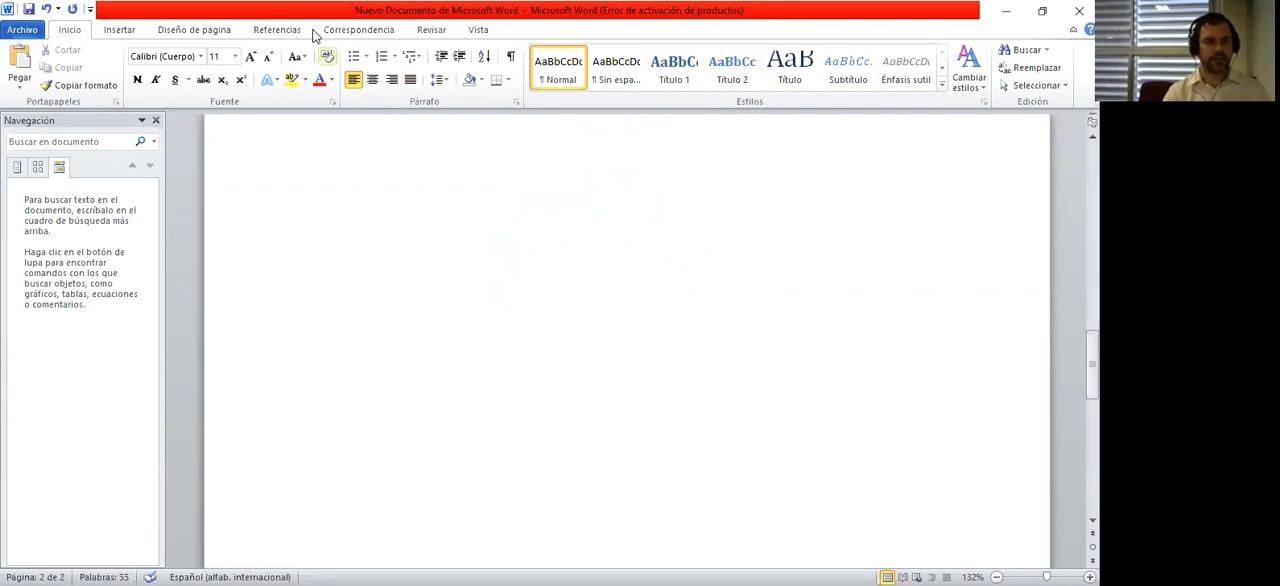 Nuevo Documento de Microsoft Word - Microsoft Word (Error de activación de productos)
Archivo Inicio Insertar Diseño de página Referencias Correspondencia Revisar Vista
Pegar
Cortar
Copiar
Copiar formato
Portapapeles
Calibri (Cuerpo) 11
N K S abc x₂ x² A ab A
Aa
Fuente
Párrafo
AaBbCcDc
¶ Normal
AaBbCcDc
¶ Sin espa...
AaBbCc
Título 1
AaBbCc
Título 2
AaB
Título
AaBbCc.
Subtítulo
AaBbCcDc
Énfasis sutil
Cambiar
estilos
Estilos
Buscar
Reemplazar
Seleccionar
Edición
Navegación
Buscar en documento
Para buscar texto en el
documento, escríbalo en el
cuadro de búsqueda más
arriba.
Haga clic en el botón de
lupa para encontrar
comandos con los que
buscar objetos, como
gráficos, tablas, ecuaciones
o comentarios.
Página: 2 de 2 Palabras: 55 Español (alfab. internacional) 132%